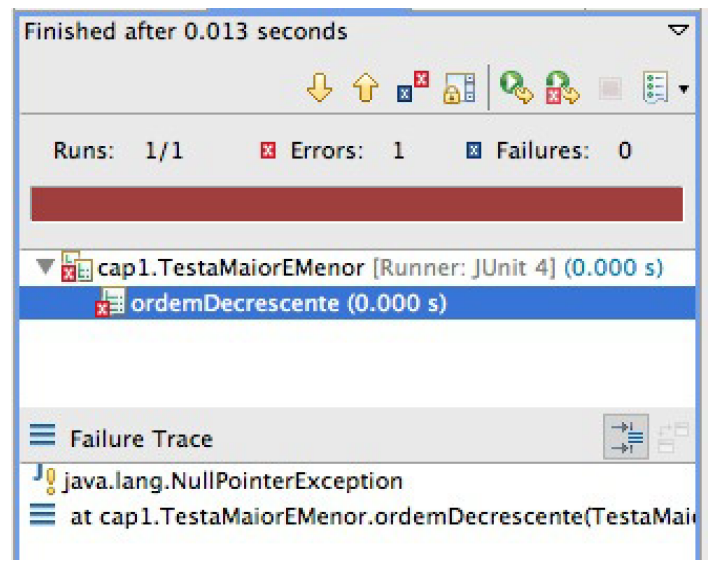 Finished after 0.013 seconds
Runs: 1/1 Errors: 1 Failures: 0
cap1.TestaMaiorEMenor [Runner: JUnit 4] (0.000 s)
ordemDecrescente (0.000 s)
Failure Trace
java.lang.NullPointerException
at cap1.TestaMaiorEMenor.ordemDecrescente(TestaMai